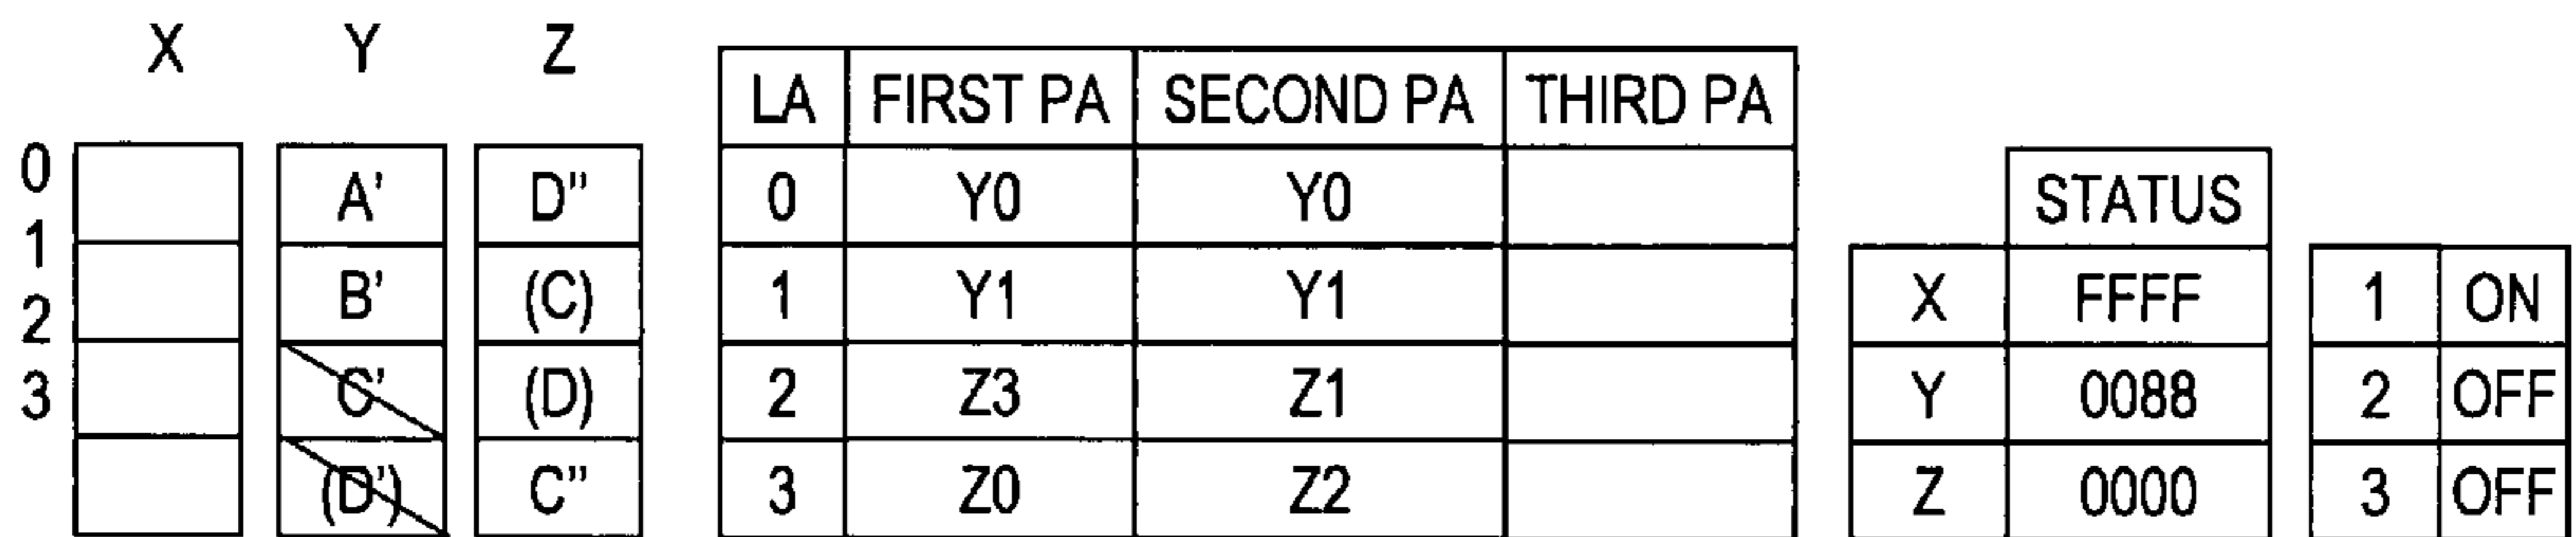 X Y Z
LA FIRST PA SECOND PA THIRD PA
0 A' D" 0 Y0 Y0 STATUS
1 B' (C) 1 Y1 Y1 X FFFF 1 ON
2 C' (D) 2 Z3 Z1 Y 0088 2 OFF
3 (D') C" 3 Z0 Z2 Z 0000 3 OFF